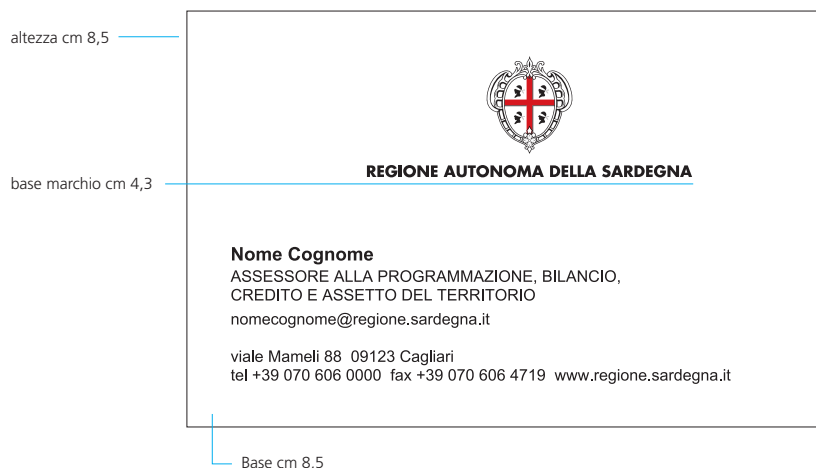 altezza cm 8,5
REGIONE AUTONOMA DELLA SARDEGNA
base marchio cm 4,3
Nome Cognome
ASSESSORE ALLA PROGRAMMAZIONE, BILANCIO,
CREDITO E ASSETTO DEL TERRITORIO
nomecognome@regione.sardegna.it
viale Mameli 88 09123 Cagliari
tel +39 070 606 0000 fax +39 070 606 4719 www.regione.sardegna.it
Base cm 8,5